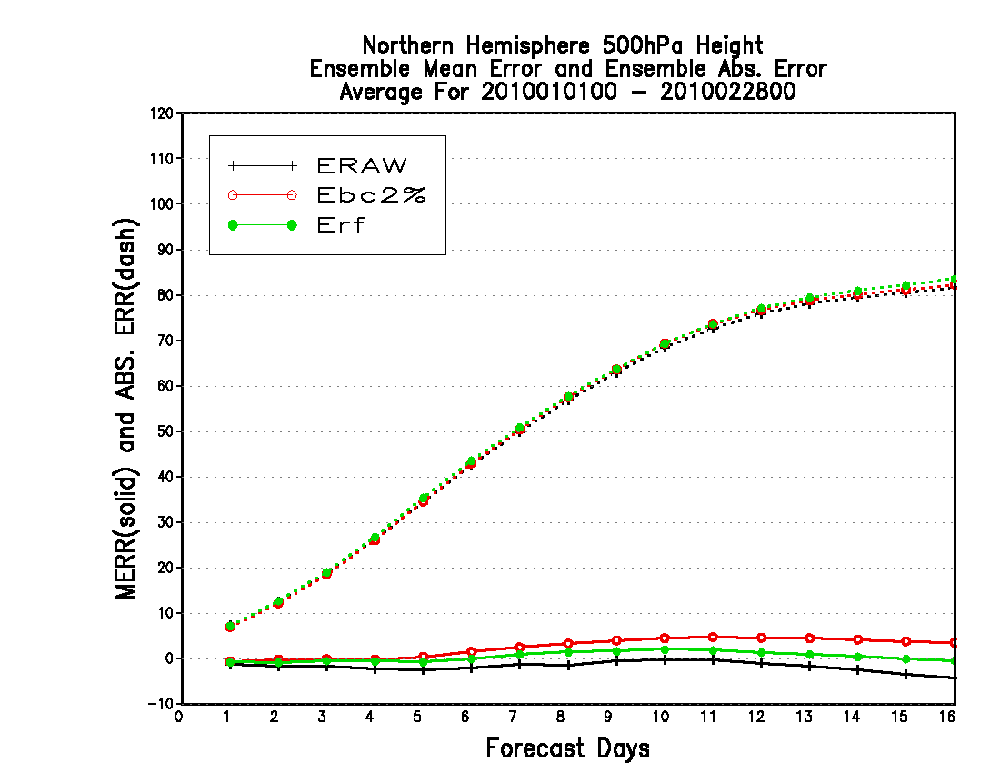 Northern Hemisphere 500hPa Height
Ensemble Mean Error and Ensemble Abs. Error
Average For 2010010100 – 2010022800
120
110
100
90
80
70
60
50
40
30
20
10
0
-10
MERR(solid) and ABS. ERR(dash)
ERAW
Ebc2%
Erf
0 1 2 3 4 5 6 7 8 9 10 11 12 13 14 15 16
Forecast Days